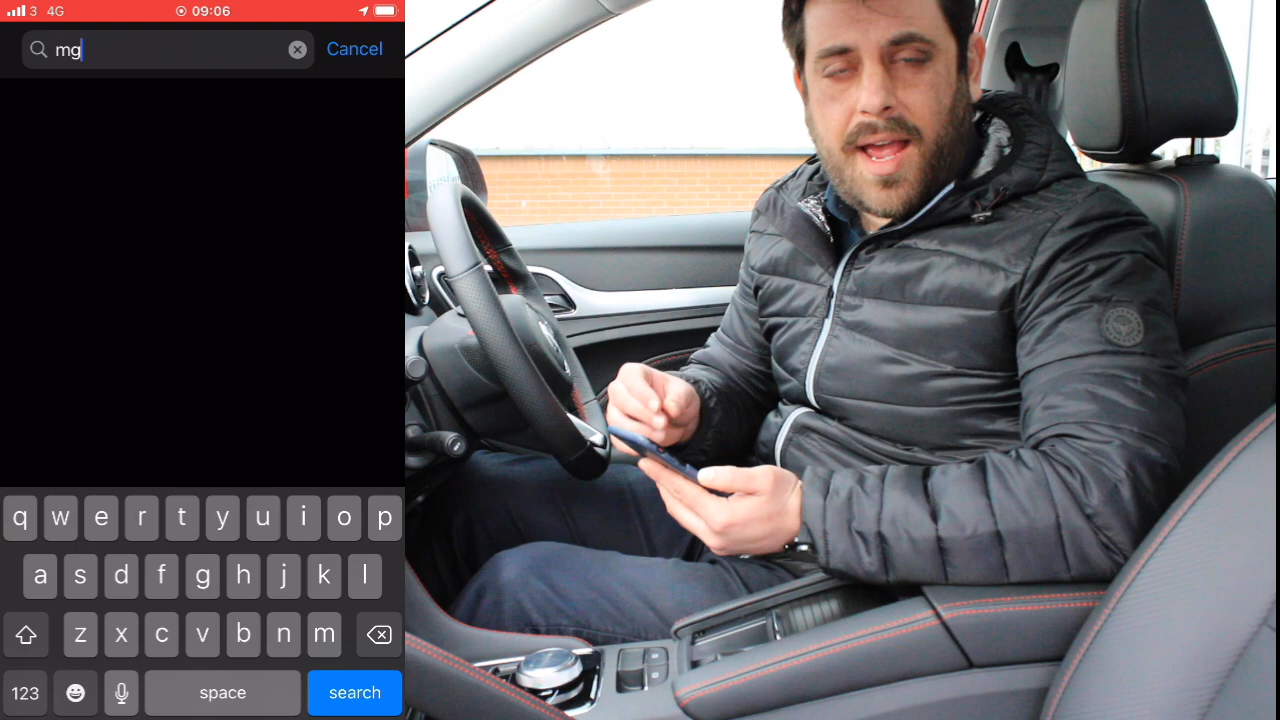 3 4G 09:06
mg Cancel
q w e r t y u i o p
a s d f g h j k l
z x c v b n m
123 space search